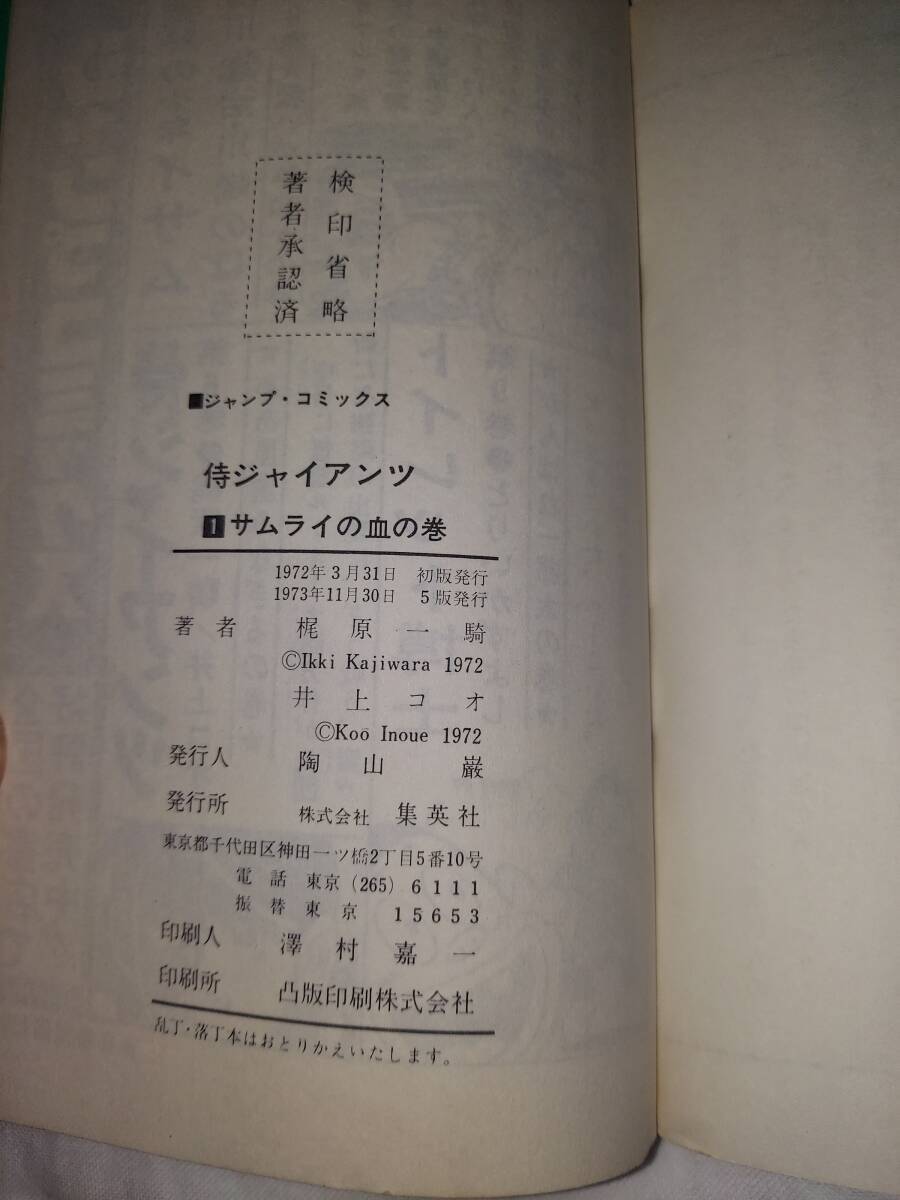 検印省略
著者承認済
■ジャンプ・コミックス
侍ジャイアンツ
1 サムライの血の巻
1972年3月31日 初版発行
1973年11月30日 5版発行
著者 梶原一騎
©Ikki Kajiwara 1972
井上コオ
©Koo Inoue 1972
発行人 陶山巌
発行所 株式会社 集英社
東京都千代田区神田一ツ橋2丁目5番10号
電話 東京(265)6111
振替東京 15653
印刷人 澤村嘉一
印刷所 凸版印刷株式会社
乱丁・落丁本はおとりかえいたします。